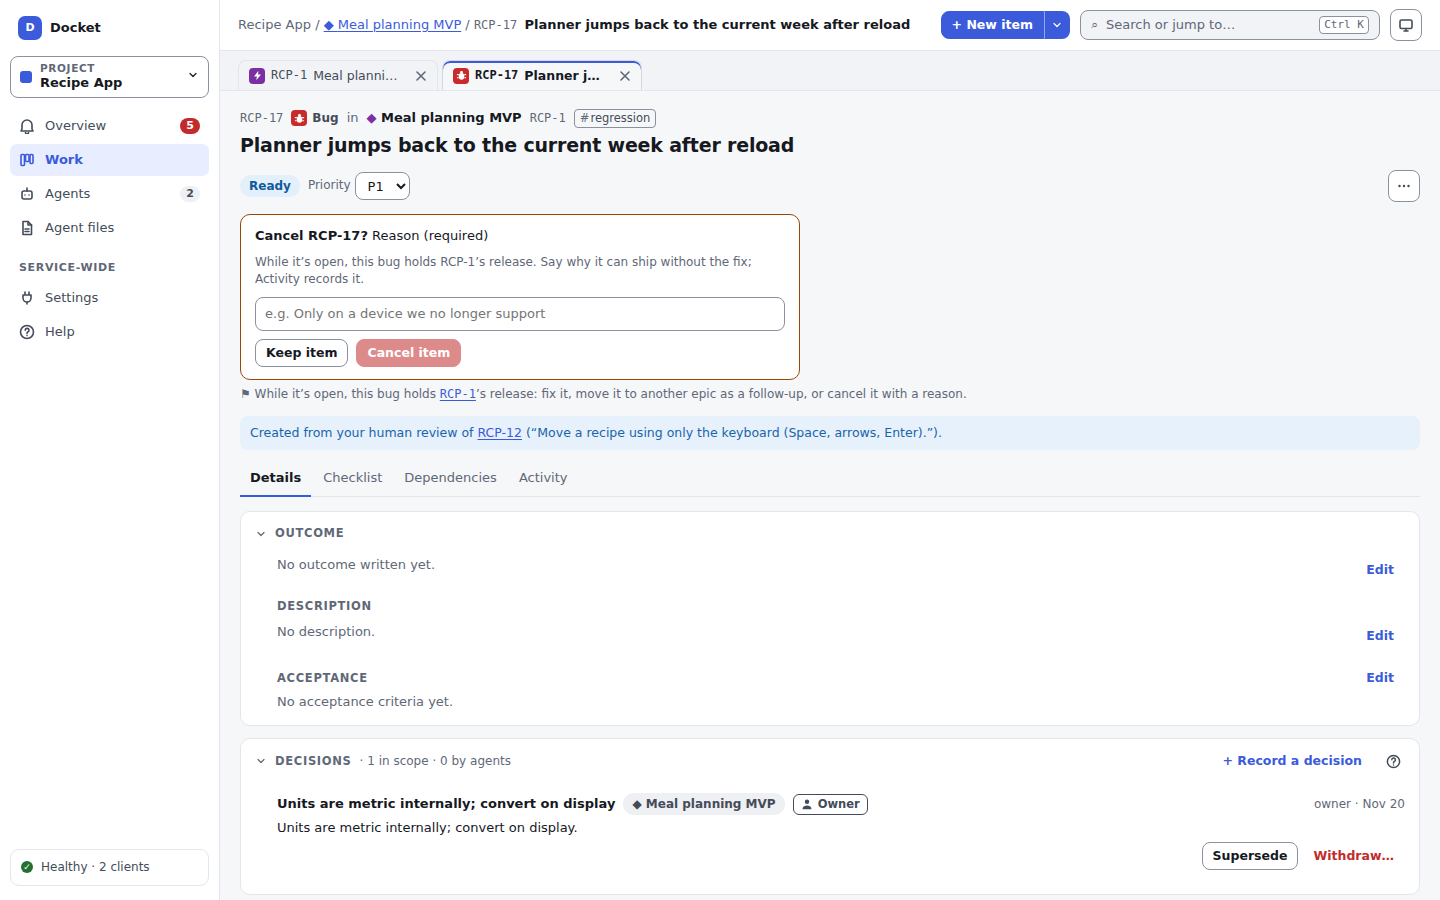 D Docket
PROJECT
Recipe App
Overview 5
Work
Agents 2
Agent files
SERVICE-WIDE
Settings
Help
Healthy · 2 clients
Recipe App / ◆ Meal planning MVP / RCP-17 Planner jumps back to the current week after reload
+ New item
Search or jump to…
Ctrl K
RCP-1 Meal planni…
RCP-17 Planner j…
RCP-17 Bug in ◆ Meal planning MVP RCP-1 #regression
Planner jumps back to the current week after reload
Ready Priority P1
Cancel RCP-17? Reason (required)
While it’s open, this bug holds RCP-1’s release. Say why it can ship without the fix;
Activity records it.
e.g. Only on a device we no longer support
Keep item Cancel item
⚑ While it’s open, this bug holds RCP-1’s release: fix it, move it to another epic as a follow-up, or cancel it with a reason.
Created from your human review of RCP-12 (“Move a recipe using only the keyboard (Space, arrows, Enter).”).
Details Checklist Dependencies Activity
OUTCOME
No outcome written yet.
Edit
DESCRIPTION
No description.
Edit
ACCEPTANCE
Edit
No acceptance criteria yet.
DECISIONS · 1 in scope · 0 by agents
+ Record a decision
Units are metric internally; convert on display ◆ Meal planning MVP Owner
owner · Nov 20
Units are metric internally; convert on display.
Supersede Withdraw…